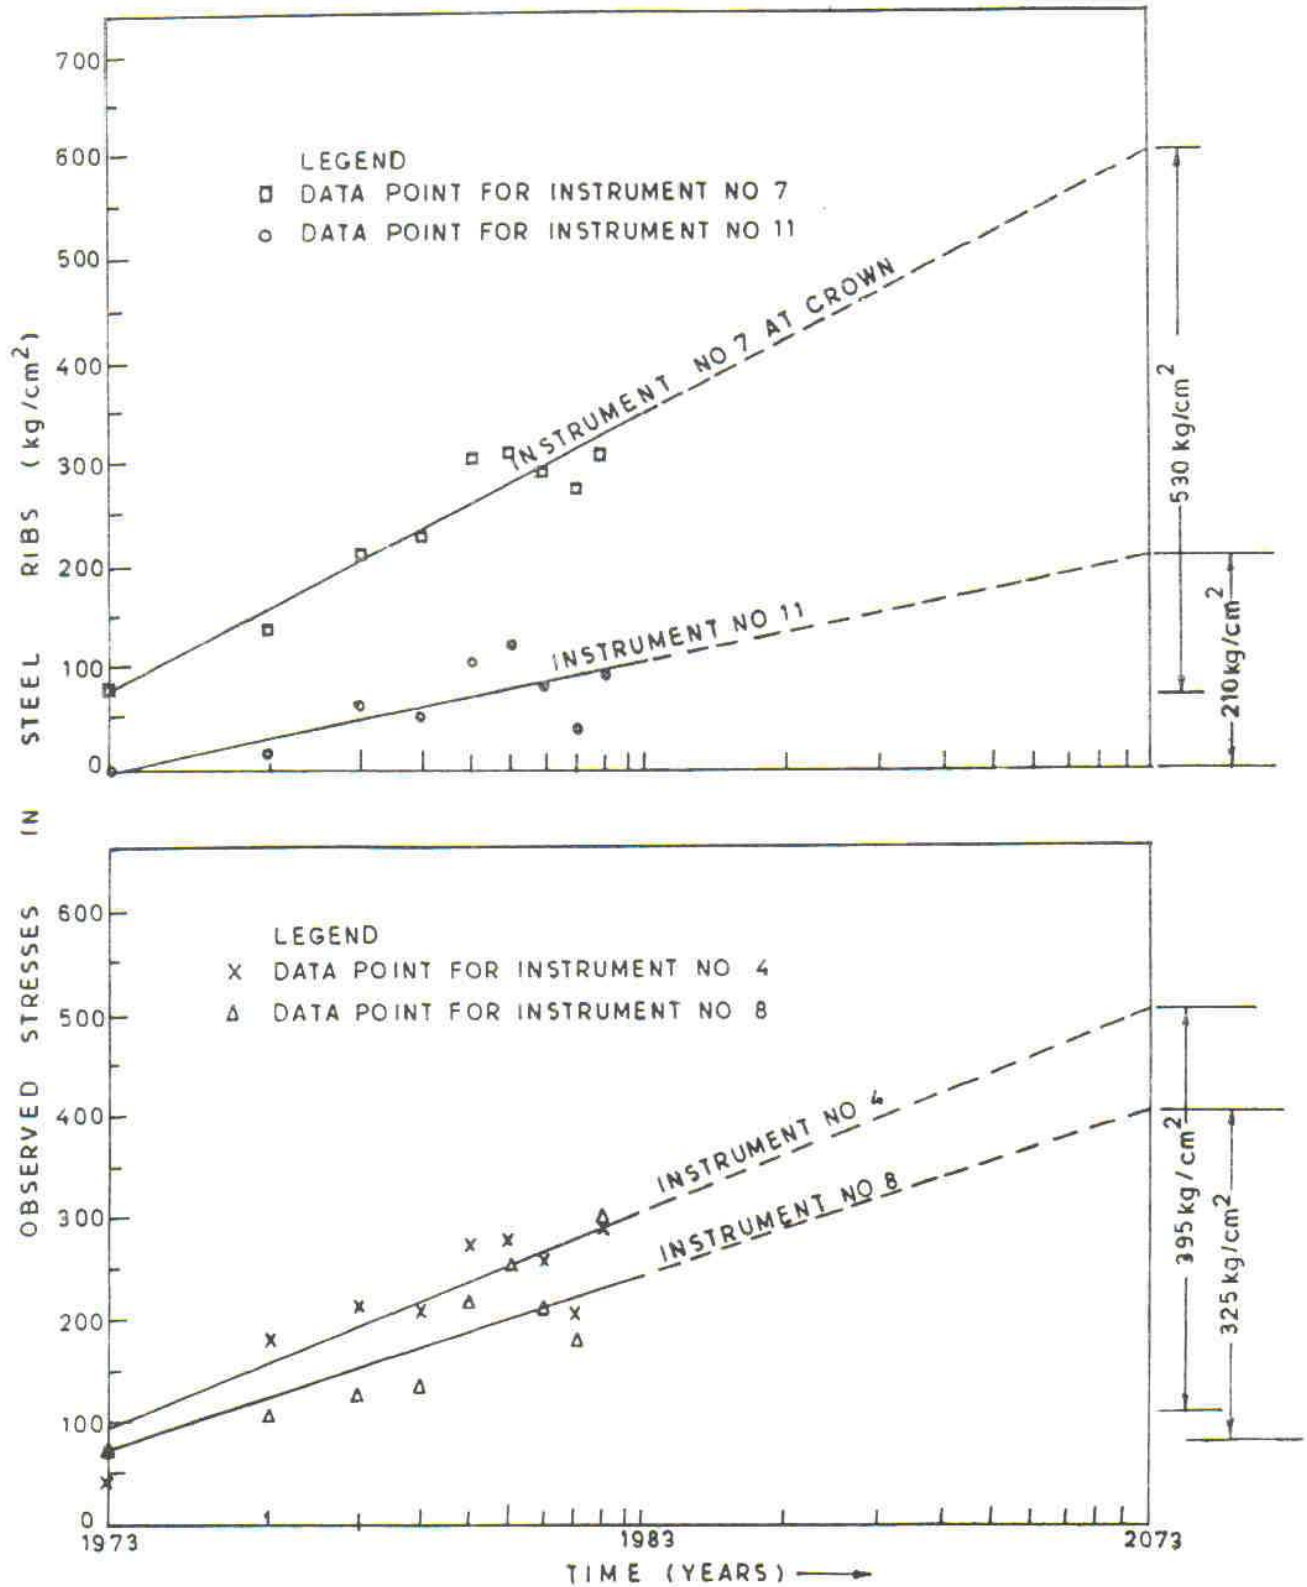 700
600
500
400
300
200
100
0
LEGEND
DATA POINT FOR INSTRUMENT NO 7
DATA POINT FOR INSTRUMENT NO 11
INSTRUMENT NO 7 AT CROWN
INSTRUMENT NO 11
530 kg/cm²
210 kg/cm²
OBSERVED STRESSES IN STEEL RIBS (kg/cm²)
600
500
400
300
200
100
0
LEGEND
X DATA POINT FOR INSTRUMENT NO 4
Δ DATA POINT FOR INSTRUMENT NO 8
INSTRUMENT NO 4
INSTRUMENT NO 8
395 kg/cm²
325 kg/cm²
1973 1983 2073
TIME (YEARS)